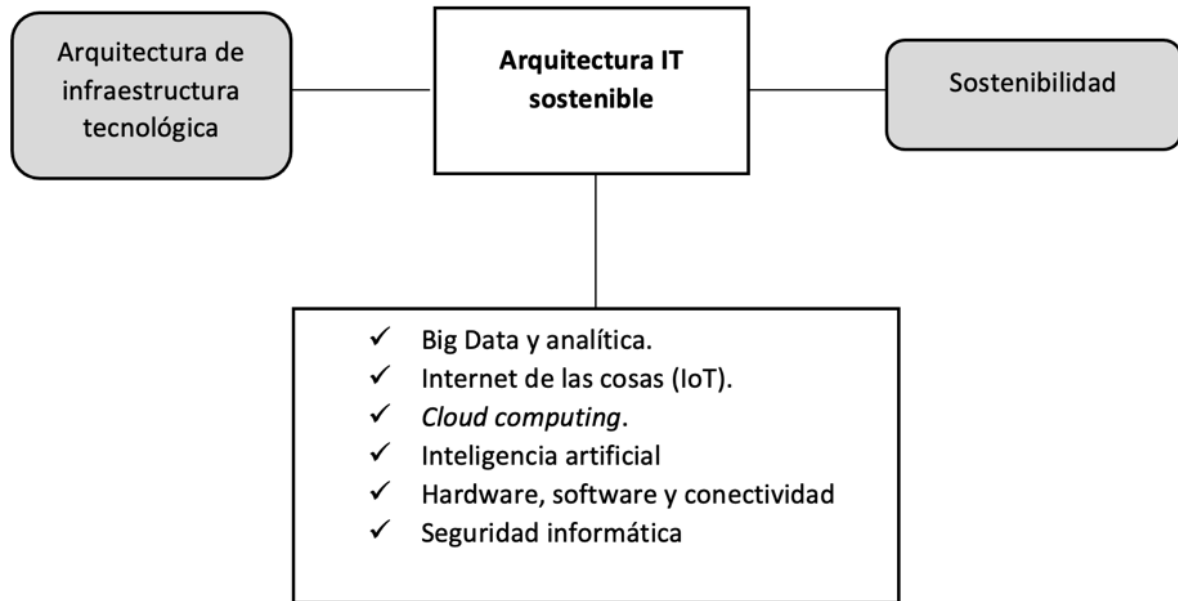 Arquitectura de
infraestructura
tecnológica
Arquitectura IT
sostenible
Sostenibilidad
✓ Big Data y analítica.
✓ Internet de las cosas (IoT).
✓ Cloud computing.
✓ Inteligencia artificial
✓ Hardware, software y conectividad
✓ Seguridad informática